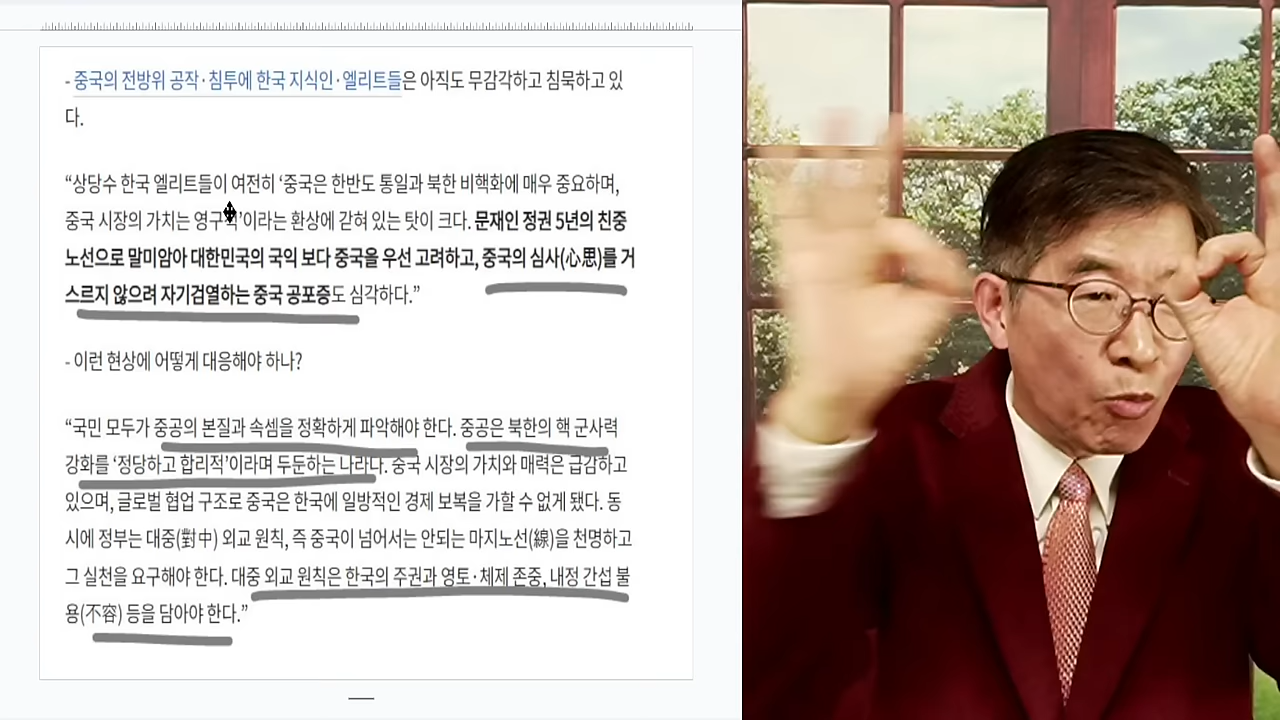 - 중국의 전방위 공작·침투에 한국 지식인·엘리트들은 아직도 무감각하고 침묵하고 있
다.
“상당수 한국 엘리트들이 여전히 ‘중국은 한반도 통일과 북한 비핵화에 매우 중요하며,
중국 시장의 가치는 영구적’이라는 환상에 갇혀 있는 탓이 크다. 문재인 정권 5년의 친중
노선으로 말미암아 대한민국의 국익 보다 중국을 우선 고려하고, 중국의 심사(心思)를 거
스르지 않으려 자기검열하는 중국 공포증도 심각하다.”
- 이런 현상에 어떻게 대응해야 하나?
“국민 모두가 중공의 본질과 속셈을 정확하게 파악해야 한다. 중공은 북한의 핵 군사력
강화를 ‘정당하고 합리적’이라며 두둔하는 나라다. 중국 시장의 가치와 매력은 급감하고
있으며, 글로벌 협업 구조로 중국은 한국에 일방적인 경제 보복을 가할 수 없게 됐다. 동
시에 정부는 대중(對中) 외교 원칙, 즉 중국이 넘어서는 안되는 마지노선(線)을 천명하고
그 실천을 요구해야 한다. 대중 외교 원칙은 한국의 주권과 영토·체제 존중, 내정 간섭 불
용(不容) 등을 담아야 한다.”